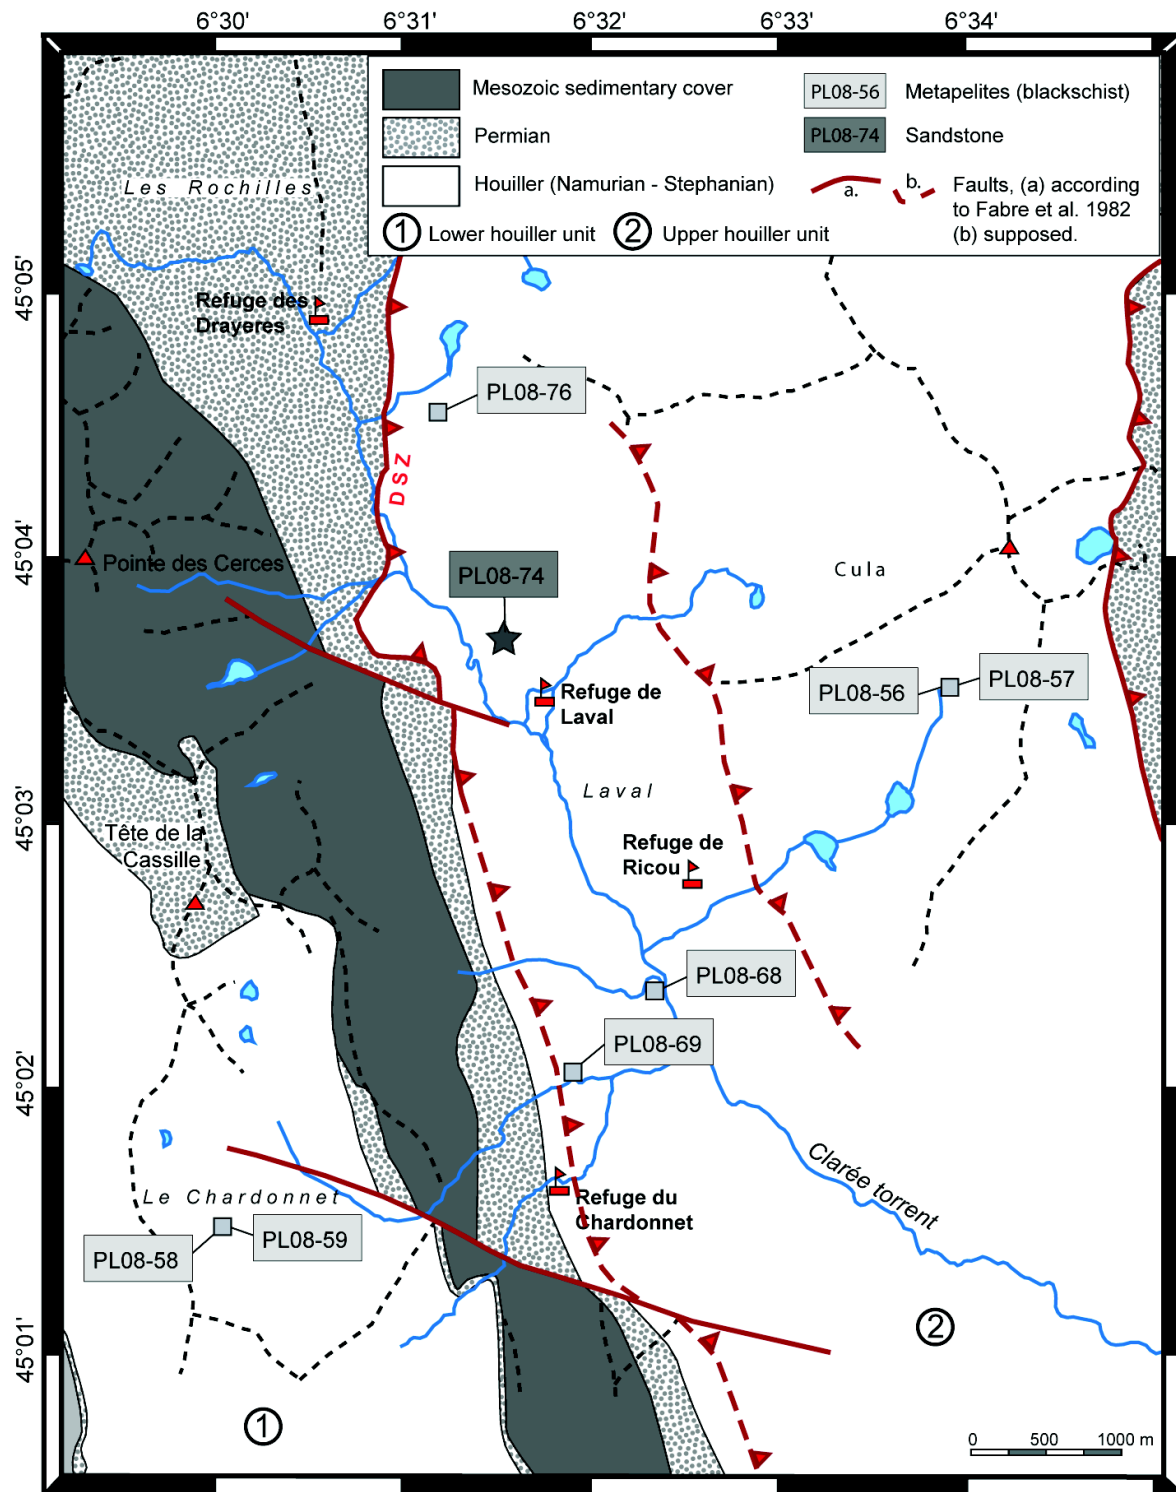 6°30' 6°31' 6°32' 6°33' 6°34'
Mesozoic sedimentary cover
Permian
Houiller (Namurian - Stephanian)
1 Lower houiller unit 2 Upper houiller unit
PL08-56 Metapelites (blackschist)
PL08-74 Sandstone
a. b. Faults, (a) according
to Fabre et al. 1982
(b) supposed.
Les Rochilles
45°05'
Refuge des
Drayeres
PL08-76
DSZ
45°04'
Pointe des Cerces
PL08-74
Cula
PL08-56
PL08-57
Refuge de
Laval
Laval
45°03'
Tête de la
Cassille
Refuge de
Ricou
PL08-68
PL08-69
45°02'
Clarée torrent
Le Chardonnet
Refuge du
Chardonnet
PL08-59
PL08-58
45°01'
2
1
0 500 1000 m